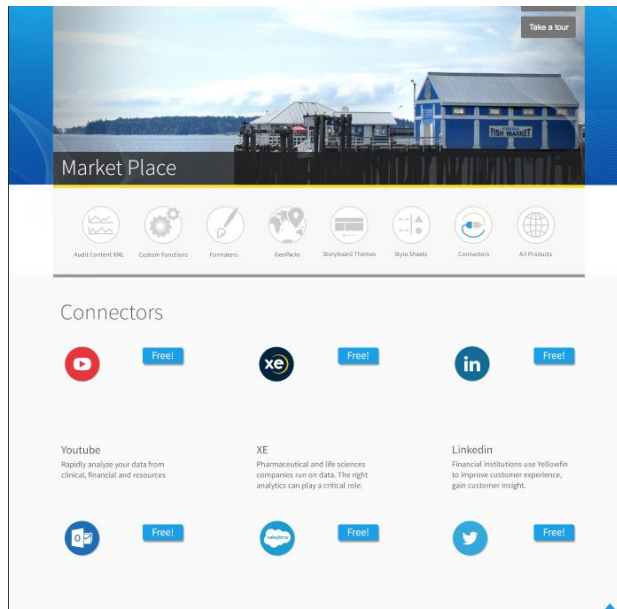 Take a tour
FISH MARKET
Market Place
Audit Content XML
Custom Functions
Formaters
GeoPacks
Storyboard Themes
Style Sheets
Connectors
All Products
Connectors
Free!
xe
Free!
in
Free!
Youtube
Rapidly analyze your data from
clinical, financial and resources
XE
Pharmaceutical and life sciences
companies run on data. The right
analytics can play a critical role.
Linkedin
Financial institutions use Yellowfin
to improve customer experience,
gain customer insight.
Free!
salesforce
Free!
Free!